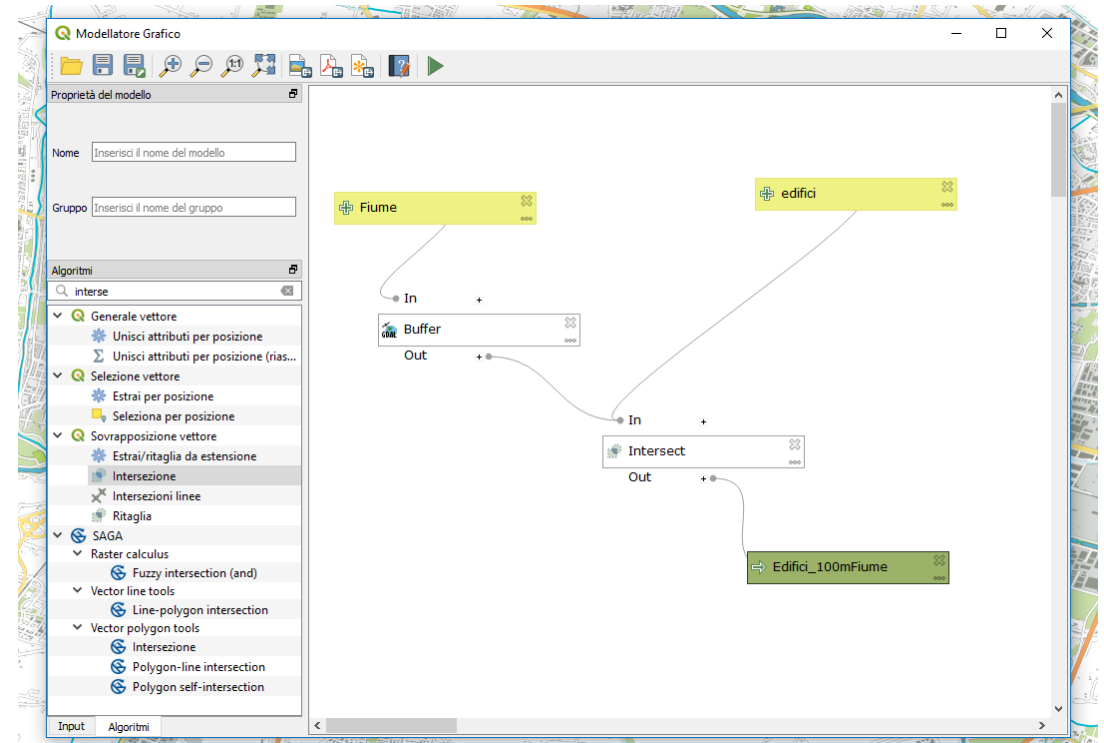 Modellatore Grafico
1:1
Proprietà del modello
Nome Inserisci il nome del modello
Gruppo Inserisci il nome del gruppo
Algoritmi
interse
Generale vettore
Unisci attributi per posizione
Unisci attributi per posizione (rias...
Selezione vettore
Estrai per posizione
Seleziona per posizione
Sovrapposizione vettore
Estrai/ritaglia da estensione
Intersezione
Intersezioni linee
Ritaglia
SAGA
Raster calculus
Fuzzy intersection (and)
Vector line tools
Line-polygon intersection
Vector polygon tools
Intersezione
Polygon-line intersection
Polygon self-intersection
Input Algoritmi
Fiume
edifici
In +
GDAL Buffer
Out +
In +
Intersect
Out +
Edifici_100mFiume